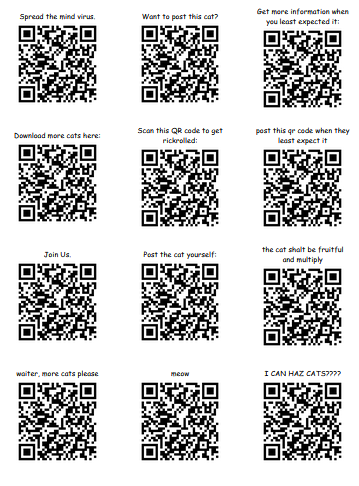 Spread the mind virus.
Want to post this cat?
Get more information when
you least expected it:
Download more cats here:
Scan this QR code to get
rickrolled:
post this qr code when they
least expect it
Join Us.
Post the cat yourself:
the cat shalt be fruitful
and multiply
waiter, more cats please
meow
I CAN HAZ CATS????